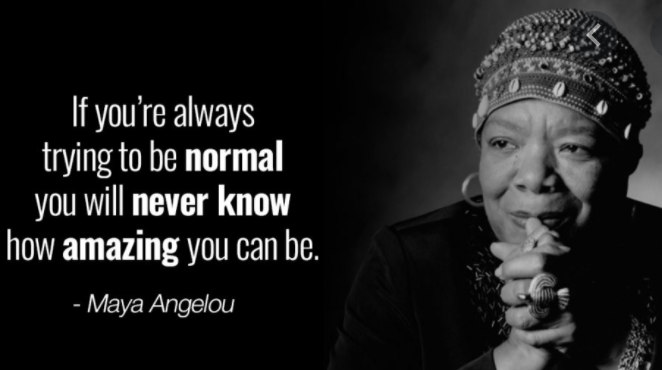 If you're always
trying to be normal
you will never know
how amazing you can be.
- Maya Angelou